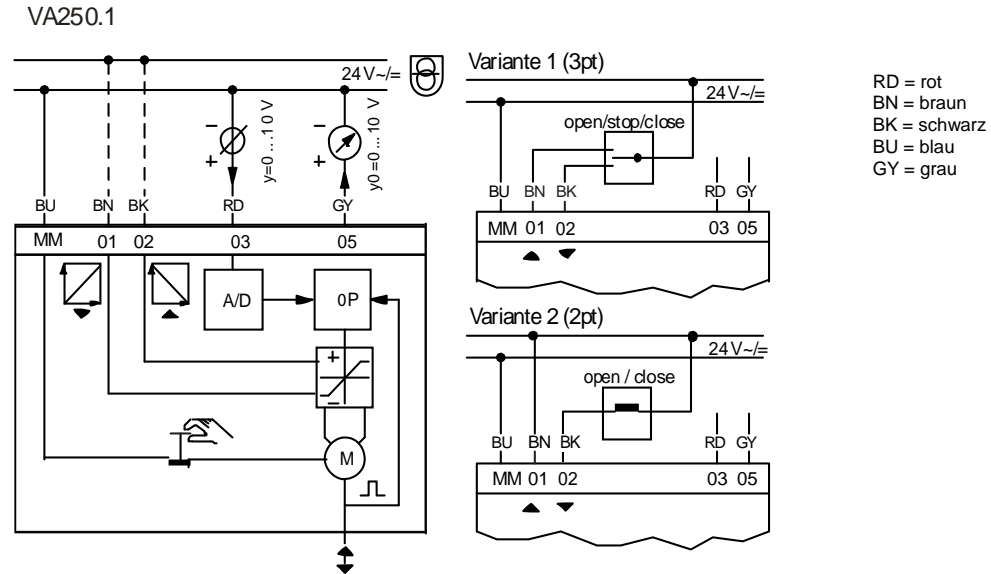 VA250.1
24V~/=
y=0 ...10 V
y0=0 ...10 V
BU BN BK RD GY
MM 01 02 03 05
A/D
0P
+
−
M
Variante 1 (3pt)
24V~/=
open/stop/close
BU BN BK RD GY
MM 01 02 03 05
Variante 2 (2pt)
24V~/=
open / close
BU BN BK RD GY
MM 01 02 03 05
RD = rot
BN = braun
BK = schwarz
BU = blau
GY = grau